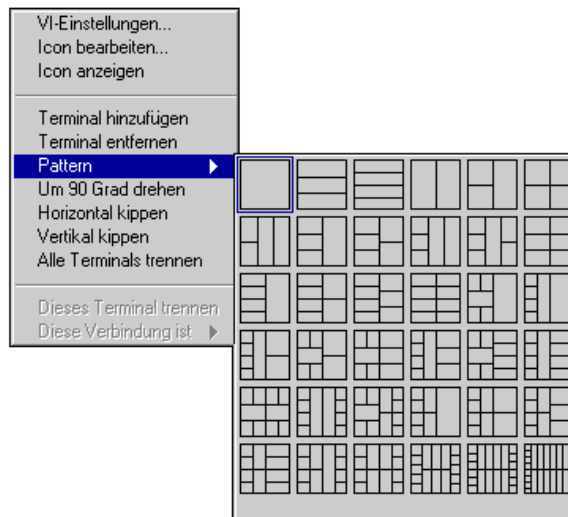 VI-Einstellungen...
Icon bearbeiten...
Icon anzeigen
Terminal hinzufügen
Terminal entfernen
Pattern
Um 90 Grad drehen
Horizontal kippen
Vertikal kippen
Alle Terminals trennen
Dieses Terminal trennen
Diese Verbindung ist